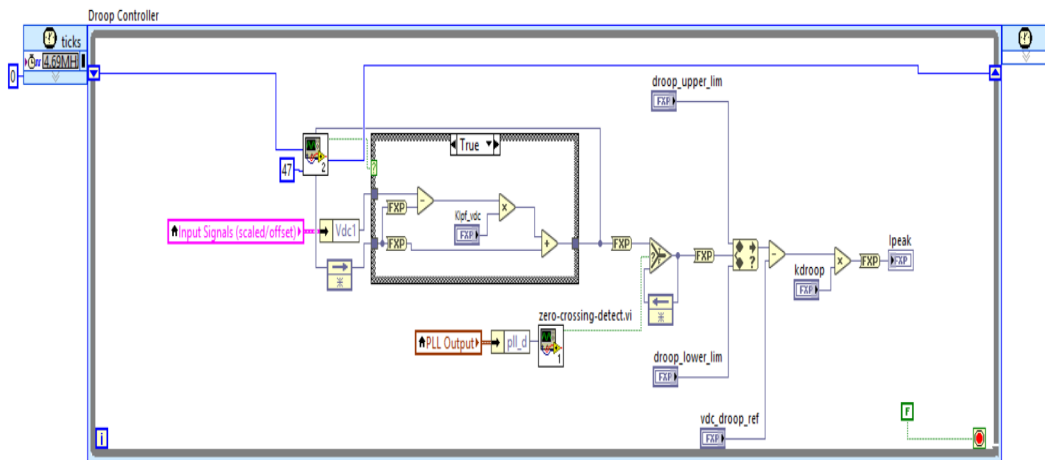 Droop Controller
ticks
4.69MH
0
droop_upper_lim
FXP
True
2
47
?
Klpf_vdc
FXP
FXP
Input Signals (scaled/offset)
Vdc1
FXP
FXP
FXP
?
FXP
Ipeak
kdroop
FXP
FXP
FXP
zero-crossing-detect.vi
PLL Output
pll_d
1
droop_lower_lim
FXP
vdc_droop_ref
FXP
F
i